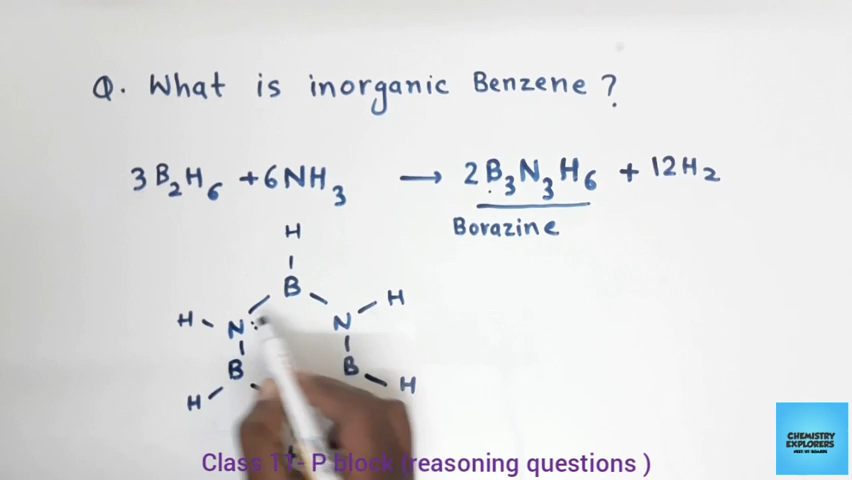 Q. What is inorganic Benzene?
3B₂H₆ + 6NH₃ ⟶ 2B₃N₃H₆ + 12H₂
Borazine
H
B
H N: N H
B B
H H
Class 11- P block (reasoning questions )
CHEMISTRY
EXPLORERS